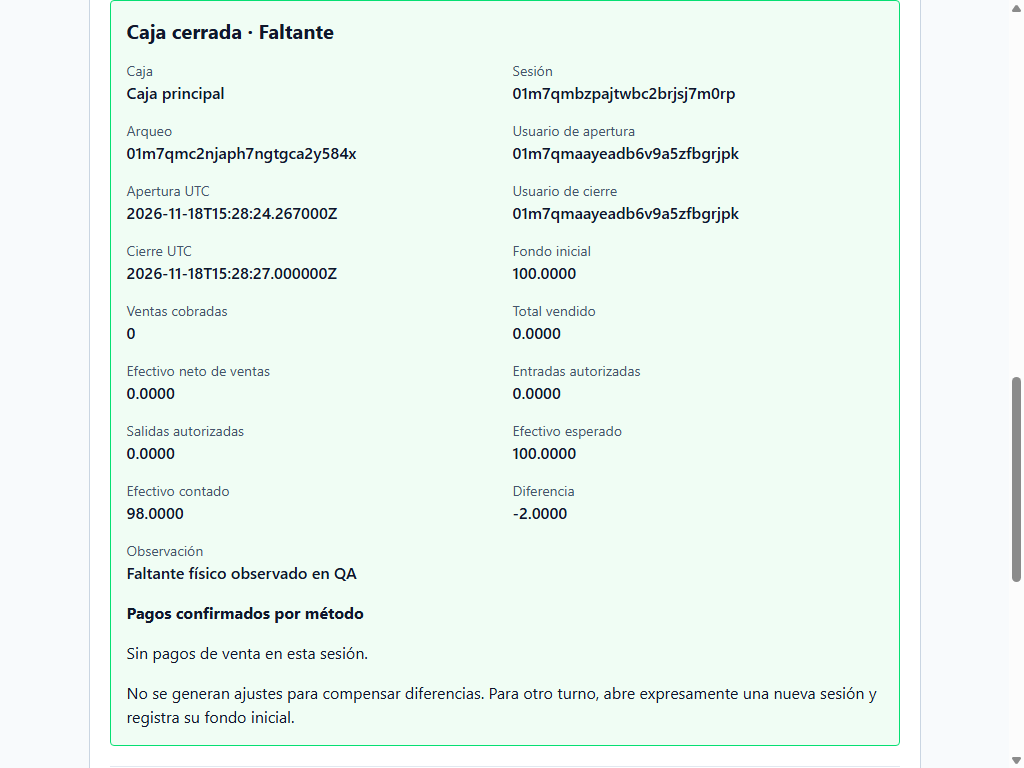 Caja cerrada · Faltante
Caja
Caja principal
Sesión
01m7qmbzpajtwbc2brjsj7m0rp
Arqueo
01m7qmc2njaph7ngtgca2y584x
Usuario de apertura
01m7qmaayeadb6v9a5zfbgrjpk
Apertura UTC
2026-11-18T15:28:24.267000Z
Usuario de cierre
01m7qmaayeadb6v9a5zfbgrjpk
Cierre UTC
2026-11-18T15:28:27.000000Z
Fondo inicial
100.0000
Ventas cobradas
0
Total vendido
0.0000
Efectivo neto de ventas
0.0000
Entradas autorizadas
0.0000
Salidas autorizadas
0.0000
Efectivo esperado
100.0000
Efectivo contado
98.0000
Diferencia
-2.0000
Observación
Faltante físico observado en QA
Pagos confirmados por método
Sin pagos de venta en esta sesión.
No se generan ajustes para compensar diferencias. Para otro turno, abre expresamente una nueva sesión y
registra su fondo inicial.